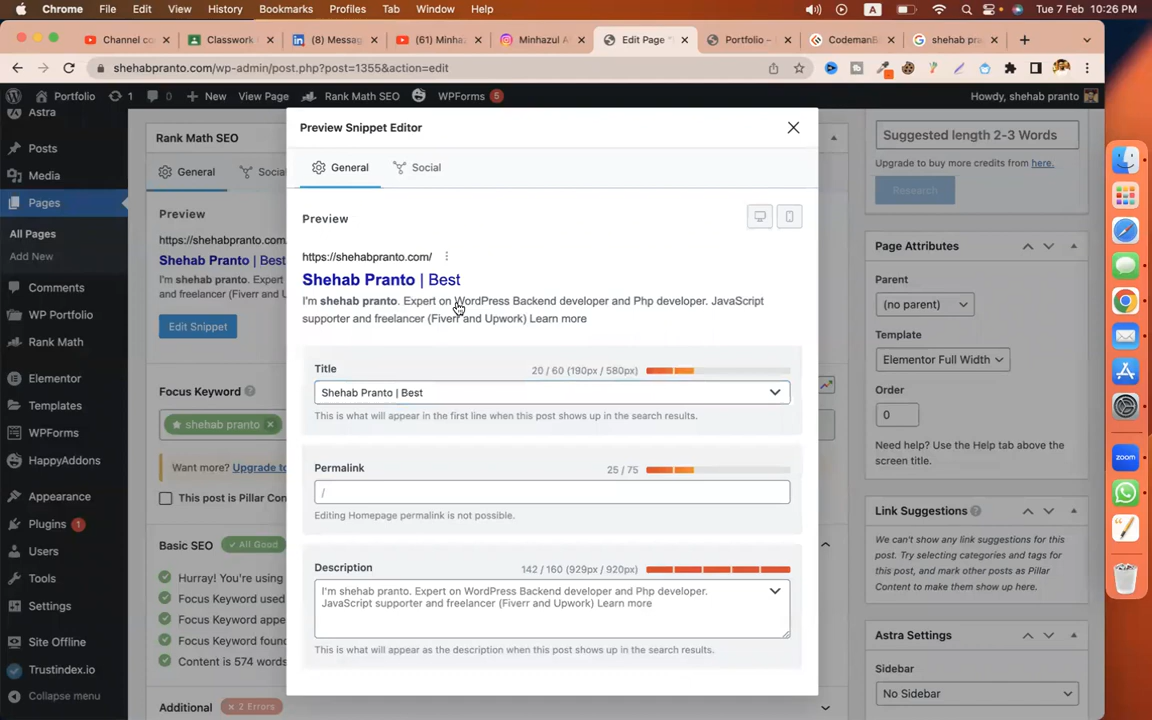 Chrome File Edit View History Bookmarks Profiles Tab Window Help A Tue 7 Feb 10:26 PM
Channel co Classwork (8) Messag (61) Minha Minhazul A Edit Page Portfolio – CodemanB shehab pra
shehabpranto.com/wp-admin/post.php?post=1355&action=edit
Portfolio 1 0 New View Page Rank Math SEO WPForms 5 Howdy, shehab pranto
Astra
Posts
Media
Pages
All Pages
Add New
Comments
WP Portfolio
Rank Math
Elementor
Templates
WPForms
HappyAddons
Appearance
Plugins 1
Users
Tools
Settings
Site Offline
Trustindex.io
Collapse menu
Rank Math SEO
General Socia
Preview
https://shehabpranto.com
Shehab Pranto | Best
I'm shehab pranto. Expert
and freelancer (Fiverr and U
Edit Snippet
Focus Keyword
shehab pranto
Want more? Upgrade to
This post is Pillar Con
Basic SEO All Good
Hurray! You're using
Focus Keyword used
Focus Keyword appe
Focus Keyword found
Content is 574 words
Additional 2 Errors
Preview Snippet Editor
General Social
Preview
https://shehabpranto.com/
Shehab Pranto | Best
I'm shehab pranto. Expert on WordPress Backend developer and Php developer. JavaScript
supporter and freelancer (Fiverr and Upwork) Learn more
Title 20 / 60 (190px / 580px)
Shehab Pranto | Best
This is what will appear in the first line when this post shows up in the search results.
Permalink 25 / 75
/
Editing Homepage permalink is not possible.
Description 142 / 160 (929px / 920px)
I'm shehab pranto. Expert on WordPress Backend developer and Php developer.
JavaScript supporter and freelancer (Fiverr and Upwork) Learn more
This is what will appear as the description when this post shows up in the search results.
Suggested length 2-3 Words
Upgrade to buy more credits from here.
Research
Page Attributes
Parent
(no parent)
Template
Elementor Full Width
Order
0
Need help? Use the Help tab above the
screen title.
Link Suggestions
We can't show any link suggestions for this
post. Try selecting categories and tags for
this post, and mark other posts as Pillar
Content to make them show up here.
Astra Settings
Sidebar
No Sidebar
zoom